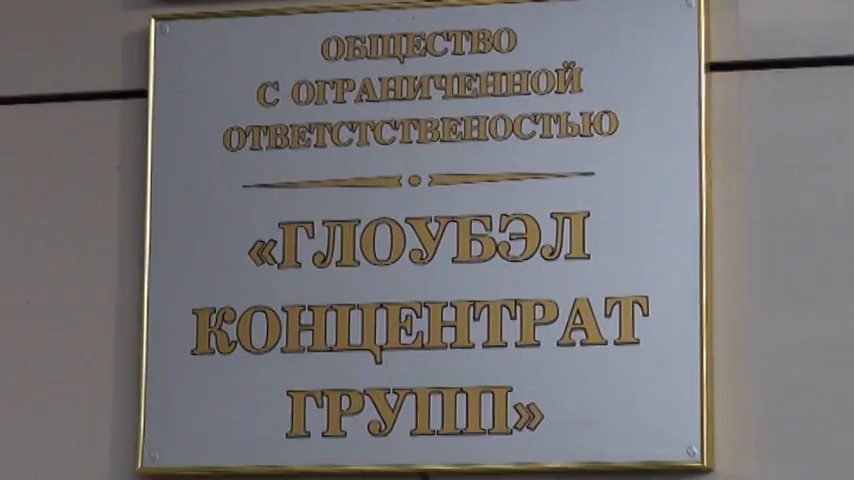 ОБЩЕСТВО
С ОГРАНИЧЕННОЙ
ОТВЕТСТСТВЕНОСТЬЮ
«ГЛОУБЭЛ
КОНЦЕНТРАТ
ГРУПП»